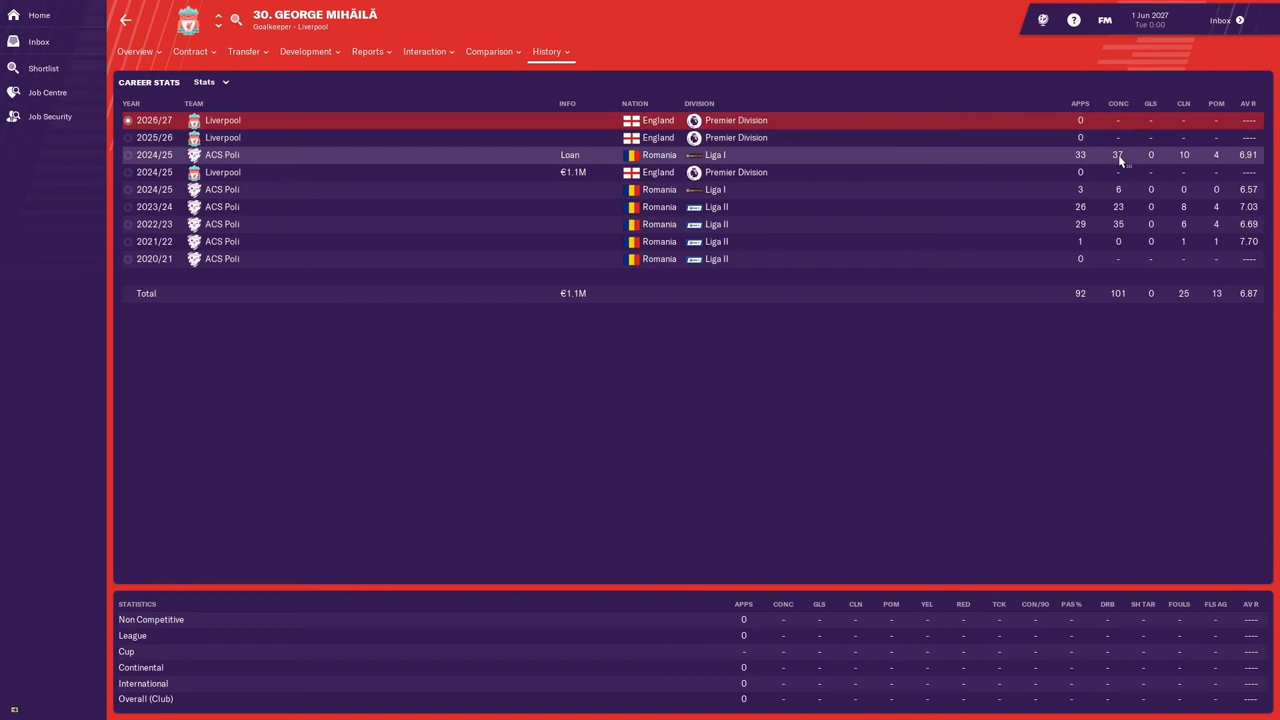 Home
Inbox
Shortlist
Job Centre
Job Security
30. GEORGE MIHĂILĂ
Goalkeeper - Liverpool
FM
1 Jun 2027
Tue 0:00
Inbox
Overview Contract Transfer Development Reports Interaction Comparison History
CAREER STATS Stats
YEAR TEAM INFO NATION DIVISION APPS CONC GLS CLN POM AV R
2026/27 Liverpool England Premier Division 0 - - - - ----
2025/26 Liverpool England Premier Division 0 - - - - ----
2024/25 ACS Poli Loan Romania Liga I 33 37 0 10 4 6.91
2024/25 Liverpool €1.1M England Premier Division 0 - - - - ----
2024/25 ACS Poli Romania Liga I 3 6 0 0 0 6.57
2023/24 ACS Poli Romania Liga II 26 23 0 8 4 7.03
2022/23 ACS Poli Romania Liga II 29 35 0 6 4 6.69
2021/22 ACS Poli Romania Liga II 1 0 0 1 1 7.70
2020/21 ACS Poli Romania Liga II 0 - - - - ----
Total €1.1M 92 101 0 25 13 6.87
STATISTICS APPS CONC GLS CLN POM YEL RED TCK CON/90 PAS % DRB SH TAR FOULS FLS AG AV R
Non Competitive 0 - - - - - - - - - - - - - ----
League 0 - - - - - - - - - - - - - ----
Cup - - - - - - - - - - - - - - ----
Continental 0 - - - - - - - - - - - - - ----
International 0 - - - - - - - - - - - - - ----
Overall (Club) 0 - - - - - - - - - - - - - ----